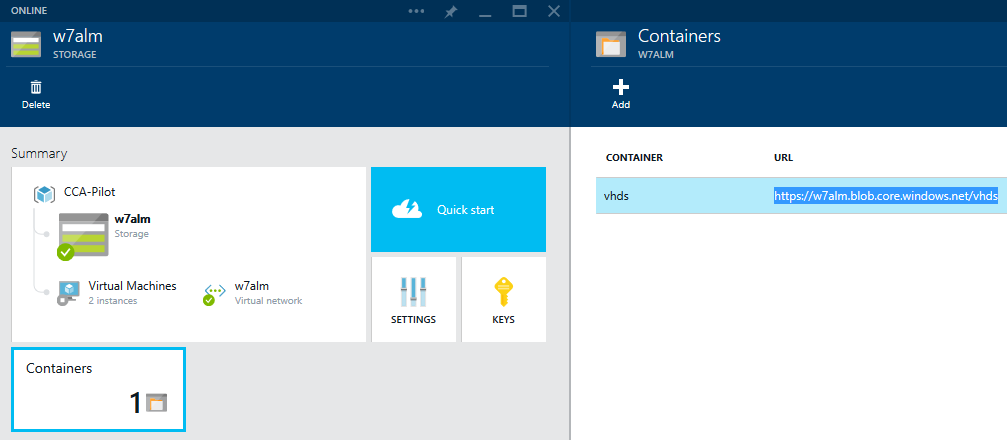 ONLINE
w7alm
STORAGE
Delete
Summary
CCA-Pilot
w7alm
Storage
Virtual Machines
2 instances
w7alm
Virtual network
Quick start
SETTINGS
KEYS
Containers
1
Containers
W7ALM
Add
CONTAINER URL
vhds https://w7alm.blob.core.windows.net/vhds